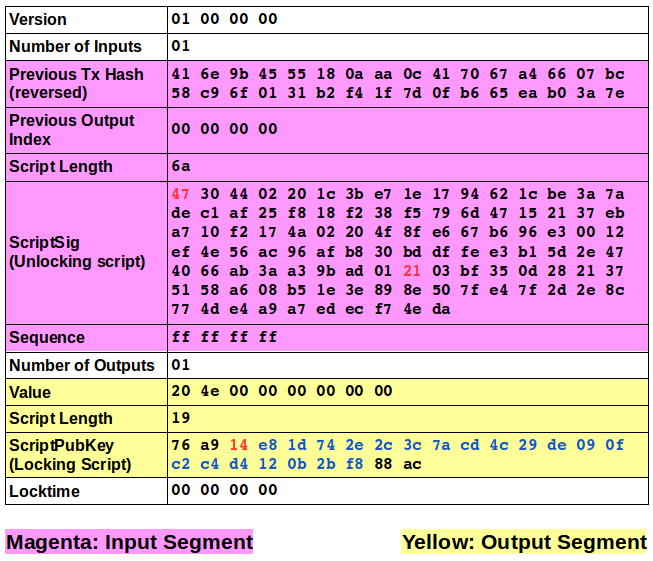 Version 01 00 00 00
Number of Inputs 01
Previous Tx Hash 41 6e 9b 45 55 18 0a aa 0c 41 70 67 a4 66 07 bc
(reversed) 58 c9 6f 01 31 b2 f4 1f 7d 0f b6 65 ea b0 3a 7e
Previous Output
Index
00 00 00 00
Script Length 6a
ScriptSig
(Unlocking script)
47 30 44 02 20 1c 3b e7 1e 17 94 62 1c be 3a 7a
de c1 af 25 f8 18 f2 38 f5 79 6d 47 15 21 37 eb
a7 10 f2 17 4a 02 20 4f 8f e6 67 b6 96 e3 00 12
ef 4e 56 ac 96 af b8 30 bd df fe e3 b1 5d 2e 47
40 66 ab 3a a3 9b ad 01 21 03 bf 35 0d 28 21 37
51 58 a6 08 b5 1e 3e 89 8e 50 7f e4 7f 2d 2e 8c
77 4d e4 a9 a7 ed ec f7 4e da
Sequence ff ff ff ff
Number of Outputs 01
Value 20 4e 00 00 00 00 00 00
Script Length 19
ScriptPubKey 76 a9 14 e8 1d 74 2e 2c 3c 7a cd 4c 29 de 09 0f
(Locking Script) c2 c4 d4 12 0b 2b f8 88 ac
Locktime 00 00 00 00
Magenta: Input Segment Yellow: Output Segment